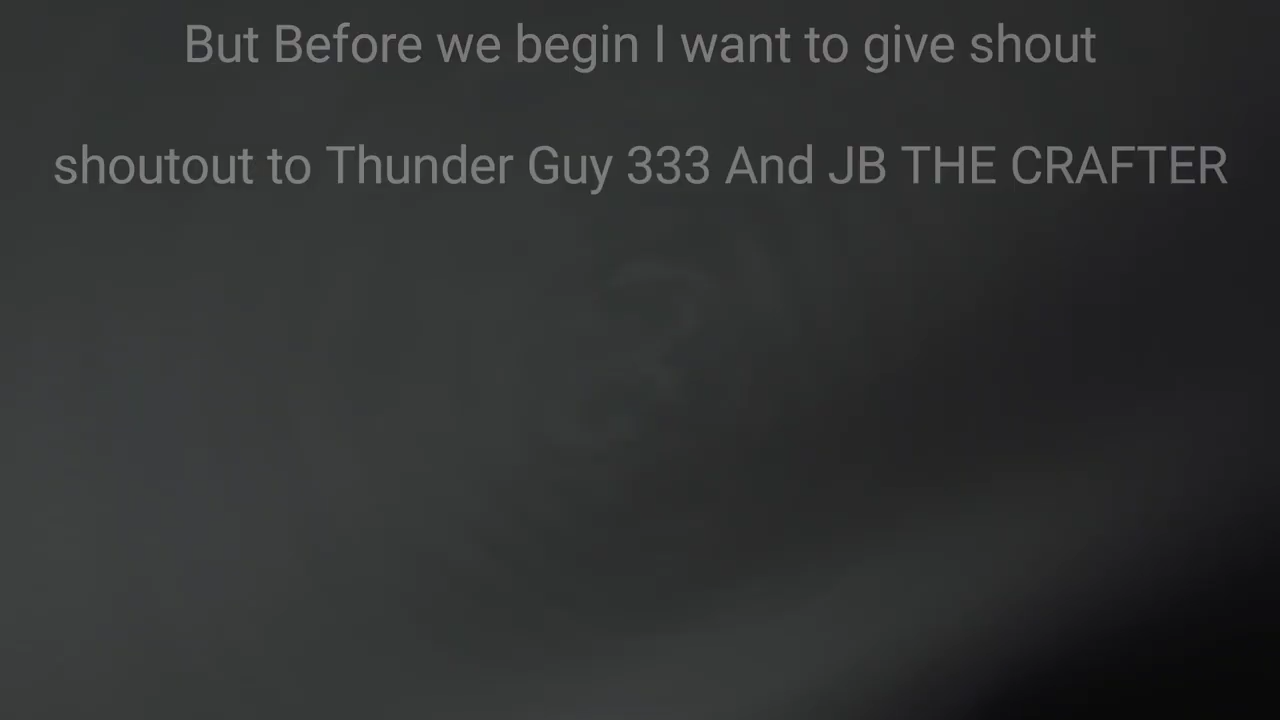 But Before we begin I want to give shout
shoutout to Thunder Guy 333 And JB THE CRAFTER